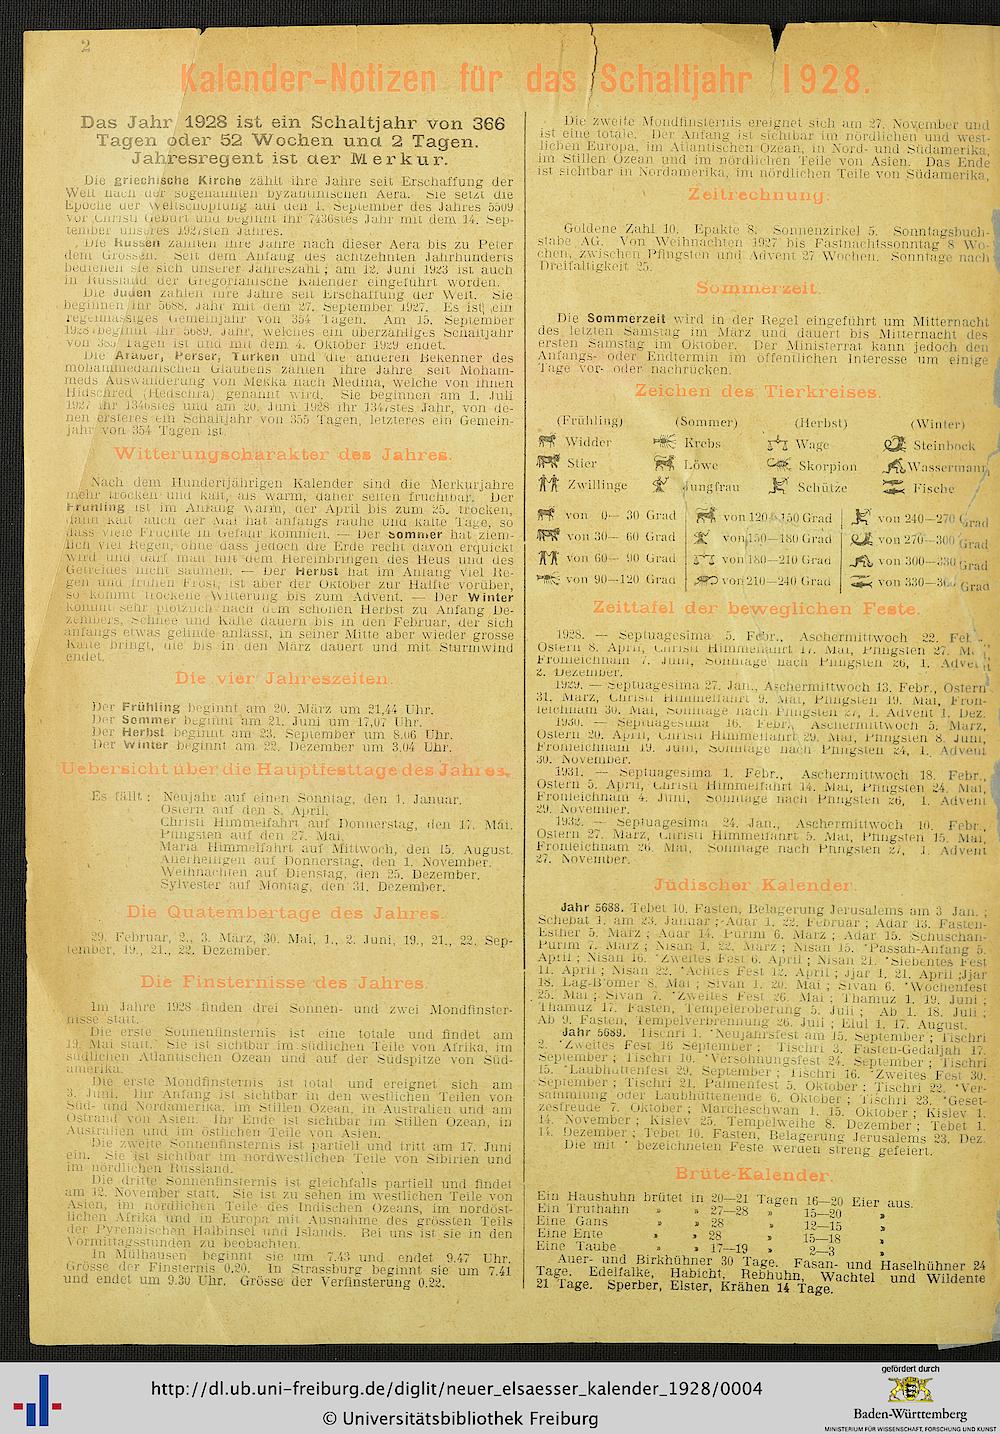 2
Kalender-Notizen für das Schaltjahr 1928.
Das Jahr 1928 ist ein Schaltjahr von 366
Tagen oder 52 Wochen und 2 Tagen.
Jahresregent ist der Merkur.
Die griechische Kirche zählt ihre Jahre seit Erschaffung der
Welt nach der sogenannten byzantinischen Aera. Sie setzt die
Epoche der Weltschöpfung auf den 1. September des Jahres 5509
vor Christi Geburt und beginnt ihr 7436stes Jahr mit dem 14. Sep-
tember unseres 1927sten Jahres.
Die Russen zählten ihre Jahre nach dieser Aera bis zu Peter
dem Grossen. Seit dem Anfang des achtzehnten Jahrhunderts
bedienen sie sich unserer Jahreszahl; am 12. Juni 1923 ist auch
in Russland der Gregorianische Kalender eingeführt worden.
Die Juden zählen ihre Jahre seit Erschaffung der Welt. Sie
beginnen ihr 5688. Jahr mit dem 27. September 1927. Es ist ein
regelmässiges Gemeinjahr von 354 Tagen. Am 15. September
1928 beginnt ihr 5689. Jahr, welches ein überzähliges Schaltjahr
von 385 Tagen ist und mit dem 4. Oktober 1929 endet.
Die Araber, Perser, Türken und die anderen Bekenner des
mohammedanischen Glaubens zählen ihre Jahre seit Moham-
meds Auswanderung von Mekka nach Medina, welche von ihnen
Hidschred (Hedschra) genannt wird. Sie beginnen am 1. Juli
1927 ihr 1346stes und am 20. Juni 1928 ihr 1347stes Jahr, von de-
nen ersteres ein Schaltjahr von 355 Tagen, letzteres ein Gemein-
jahr von 354 Tagen ist.
Witterungscharakter des Jahres.
Nach dem Hundertjährigen Kalender sind die Merkurjahre
mehr trocken und kalt, als warm, daher selten fruchtbar. Der
Frühling ist im Anfang warm, der April bis zum 25. trocken,
dann kalt auch der Mai hat anfangs rauhe und kalte Tage, so
dass viele Früchte in Gefahr kommen. — Der Sommer hat ziem-
lich viel Regen, ohne dass jedoch die Erde recht davon erquickt
wird und darf man mit dem Hereinbringen des Heus und des
Getreides nicht säumen. — Der Herbst hat im Anfang viel Re-
gen und frühen Frost, ist aber der Oktober zur Hälfte vorüber,
so kommt trockene Witterung bis zum Advent. — Der Winter
kommt sehr plötzlich nach dem schönen Herbst zu Anfang De-
zembers, Schnee und Kälte dauern bis in den Februar, der sich
anfangs etwas gelinde anlässt, in seiner Mitte aber wieder grosse
Kälte bringt, die bis in den März dauert und mit Sturmwind
endet.
Die vier Jahreszeiten.
Der Frühling beginnt am 20. März um 21,44 Uhr.
Der Sommer beginnt am 21. Juni um 17,07 Uhr.
Der Herbst beginnt am 23. September um 8,06 Uhr.
Der Winter beginnt am 22. Dezember um 3,04 Uhr.
Uebersicht über die Hauptfesttage des Jahres.
Es fällt: Neujahr auf einen Sonntag, den 1. Januar.
Ostern auf den 8. April.
Christi Himmelfahrt auf Donnerstag, den 17. Mai.
Pfingsten auf den 27. Mai.
Maria Himmelfahrt auf Mittwoch, den 15. August.
Allerheiligen auf Donnerstag, den 1. November.
Weihnachten auf Dienstag, den 25. Dezember.
Sylvester auf Montag, den 31. Dezember.
Die Quatembertage des Jahres.
29. Februar, 2., 3. März, 30. Mai, 1., 2. Juni, 19., 21., 22. Sep-
tember, 19., 21., 22. Dezember.
Die Finsternisse des Jahres.
Im Jahre 1928 finden drei Sonnen- und zwei Mondfinster-
nisse statt.
Die erste Sonnenfinsternis ist eine totale und findet am
19. Mai statt. Sie ist sichtbar im südlichen Teile von Afrika, im
südlichen Atlantischen Ozean und auf der Südspitze von Süd-
amerika.
Die erste Mondfinsternis ist total und ereignet sich am
3. Juni. Ihr Anfang ist sichtbar in den westlichen Teilen von
Süd- und Nordamerika, im Stillen Ozean, in Australien und am
Ostrand von Asien. Ihr Ende ist sichtbar im Stillen Ozean, in
Australien und im östlichen Teile von Asien.
Die zweite Sonnenfinsternis ist partiell und tritt am 17. Juni
ein. Sie ist sichtbar im nordwestlichen Teile von Sibirien und
im nördlichen Russland.
Die dritte Sonnenfinsternis ist gleichfalls partiell und findet
am 12. November statt. Sie ist zu sehen im westlichen Teile von
Asien, im nördlichen Teile des Indischen Ozeans, im nordöst-
lichen Afrika und in Europa mit Ausnahme des grössten Teils
der Pyrenäischen Halbinsel und Islands. Bei uns ist sie in den
Vormittagsstunden zu beobachten.
In Mülhausen beginnt sie um 7.43 und endet 9.47 Uhr.
Grösse der Finsternis 0.20. In Strassburg beginnt sie um 7.41
und endet um 9.30 Uhr. Grösse der Verfinsterung 0.22.
Die zweite Mondfinsternis ereignet sich am 27. November und
ist eine totale. Der Anfang ist sichtbar im nördlichen und west-
lichen Europa, im Atlantischen Ozean, in Nord- und Südamerika,
im Stillen Ozean und im nördlichen Teile von Asien. Das Ende
ist sichtbar in Nordamerika, im nördlichen Teile von Südamerika,
Zeitrechnung.
Goldene Zahl 10. Epakte 8. Sonnenzirkel 5. Sonntagsbuch-
stabe AG. Von Weihnachten 1927 bis Fastnachtssonntag 8 Wo-
chen, zwischen Pfingsten und Advent 27 Wochen. Sonntage nach
Dreifaltigkeit 25.
Sommerzeit.
Die Sommerzeit wird in der Regel eingeführt um Mitternacht
des letzten Samstag im März und dauert bis Mitternacht des
ersten Samstag im Oktober. Der Ministerrat kann jedoch den
Anfangs- oder Endtermin im öffentlichen Interesse um einige
Tage vor- oder nachrücken.
Zeichen des Tierkreises.
(Frühling) (Sommer) (Herbst) (Winter)
Widder Krebs Wage Steinbock
Stier Löwe Skorpion Wassermann
Zwillinge Jungfrau Schütze Fische
von 0— 30 Grad von 120—150 Grad von 240—270 Grad
von 30— 60 Grad von 150—180 Grad von 270—300 Grad
von 60— 90 Grad von 180—210 Grad von 300—330 Grad
von 90—120 Grad von 210—240 Grad von 330—360 Grad
Zeittafel der beweglichen Feste.
1928. — Septuagesima 5. Febr., Aschermittwoch 22. Feb.
Ostern 8. April, Christi Himmelfahrt 17. Mai, Pfingsten 27. Mai,
Fronleichnam 7. Juni, Sonntage nach Pfingsten 26, 1. Advent
2. Dezember.
1929. — Septuagesima 27. Jan., Aschermittwoch 13. Febr., Ostern
31. März, Christi Himmelfahrt 9. Mai, Pfingsten 19. Mai, Fron-
leichnam 30. Mai, Sonntage nach Pfingsten 27, 1. Advent 1. Dez.
1930. — Septuagesima 16. Febr., Aschermittwoch 5. März,
Ostern 20. April, Christi Himmelfahrt 29. Mai, Pfingsten 8. Juni,
Fronleichnam 19. Juni, Sonntage nach Pfingsten 24, 1. Advent
30. November.
1931. — Septuagesima 1. Febr., Aschermittwoch 18. Febr.,
Ostern 5. April, Christi Himmelfahrt 14. Mai, Pfingsten 24. Mai,
Fronleichnam 4. Juni, Sonntage nach Pfingsten 26, 1. Advent
29. November.
1932. — Septuagesima 24. Jan., Aschermittwoch 10. Febr.,
Ostern 27. März, Christi Himmelfahrt 5. Mai, Pfingsten 15. Mai,
Fronleichnam 26. Mai, Sonntage nach Pfingsten 27, 1. Advent
27. November.
Jüdischer Kalender.
Jahr 5688. Tebet 10. Fasten, Belagerung Jerusalems am 3 Jan. ;
Schebat 1. am 23. Januar ; Adar 1. 22. Februar ; Adar 13. Fasten-
Esther 5. März ; Adar 14. Purim 6. März ; Adar 15. Schuschan-
Purim 7. März ; Nisan 1. 22. März ; Nisan 15. *Passah-Anfang 5.
April ; Nisan 16. *Zweites Fest 6. April ; Nisan 21. *Siebentes Fest
11. April ; Nisan 22. *Achtes Fest 12. April ; Jjar 1. 21. April ;Jjar
18. Lag-B'omer 8. Mai ; Sivan 1. 20. Mai ; Sivan 6. *Wochenfest
25. Mai ; Sivan 7. *Zweites Fest 26. Mai ; Thamuz 1. 19. Juni ;
Thamuz 17. Fasten, Tempeleroberung 5. Juli ; Ab 1. 18. Juli ;
Ab 9. Fasten, Tempelverbrennung 26. Juli ; Elul 1. 17. August.
Jahr 5689. Tischri 1. *Neujahrsfest am 15. September ; Tischri
2. *Zweites Fest 16 September ; Tischri 3. Fasten-Gedaljah 17.
September ; Tischri 10. *Versöhnungsfest 24. September ; Tischri
15. *Laubhüttenfest 29. September ; Tischri 16. *Zweites Fest 30.
September ; Tischri 21. Palmenfest 5. Oktober ; Tischri 22. *Ver-
sammlung oder Laubhüttenende 6. Oktober ; Tischri 23. *Geset-
zesfreude 7. Oktober ; Marcheschwan 1. 15. Oktober ; Kislev 1.
14. November ; Kislev 25. Tempelweihe 8. Dezember ; Tebet 1.
14. Dezember ; Tebet 10. Fasten, Belagerung Jerusalems 23. Dez.
Die mit * bezeichneten Feste werden streng gefeiert.
Brüte-Kalender.
Ein Haushuhn brütet in 20—21 Tagen 16—20 Eier aus.
Ein Truthahn » » 27—28 » 15—20 »
Eine Gans » » 28 » 12—15 »
Eine Ente » » 28 » 15—18 »
Eine Taube » » 17—19 » 2—3 »
Auer- und Birkhühner 30 Tage. Fasan- und Haselhühner 24
Tage. Edelfalke, Habicht, Rebhuhn, Wachtel und Wildente
21 Tage. Sperber, Elster, Krähen 14 Tage.
http://dl.ub.uni-freiburg.de/diglit/neuer_elsaesser_kalender_1928/0004
© Universitätsbibliothek Freiburg
gefördert durch
Baden-Württemberg
MINISTERIUM FÜR WISSENSCHAFT, FORSCHUNG UND KUNST